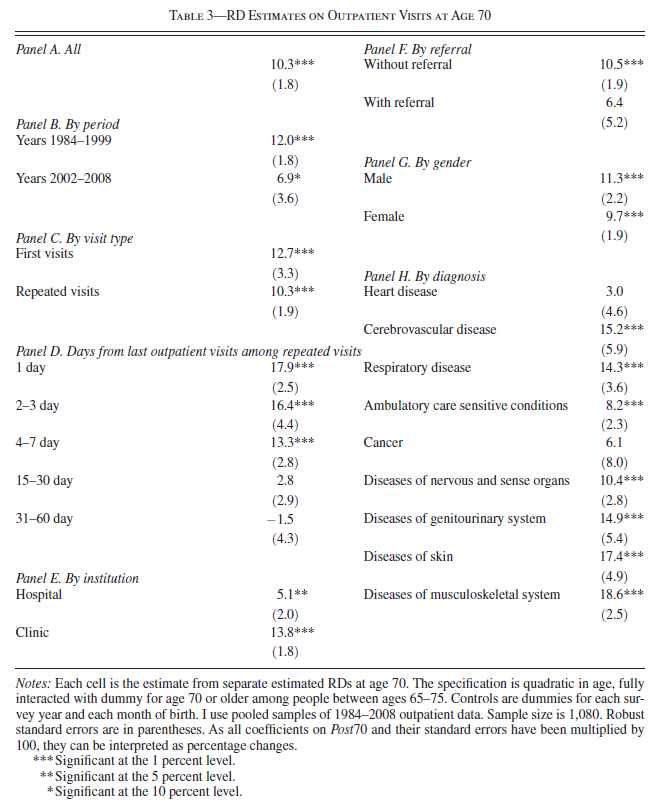 TABLE 3—RD ESTIMATES ON OUTPATIENT VISITS AT AGE 70
Panel A. All
10.3***
(1.8)
Panel B. By period
Years 1984–1999 12.0***
(1.8)
Years 2002–2008 6.9*
(3.6)
Panel C. By visit type
First visits 12.7***
(3.3)
Repeated visits 10.3***
(1.9)
Panel D. Days from last outpatient visits among repeated visits
1 day 17.9***
(2.5)
2–3 day 16.4***
(4.4)
4–7 day 13.3***
(2.8)
15–30 day 2.8
(2.9)
31–60 day −1.5
(4.3)
Panel E. By institution
Hospital 5.1**
(2.0)
Clinic 13.8***
(1.8)
Panel F. By referral
Without referral 10.5***
(1.9)
With referral 6.4
(5.2)
Panel G. By gender
Male 11.3***
(2.2)
Female 9.7***
(1.9)
Panel H. By diagnosis
Heart disease 3.0
(4.6)
Cerebrovascular disease 15.2***
(5.9)
Respiratory disease 14.3***
(3.6)
Ambulatory care sensitive conditions 8.2***
(2.3)
Cancer 6.1
(8.0)
Diseases of nervous and sense organs 10.4***
(2.8)
Diseases of genitourinary system 14.9***
(5.4)
Diseases of skin 17.4***
(4.9)
Diseases of musculoskeletal system 18.6***
(2.5)
Notes: Each cell is the estimate from separate estimated RDs at age 70. The specification is quadratic in age, fully
interacted with dummy for age 70 or older among people between ages 65–75. Controls are dummies for each sur-
vey year and each month of birth. I use pooled samples of 1984–2008 outpatient data. Sample size is 1,080. Robust
standard errors are in parentheses. As all coefficients on Post70 and their standard errors have been multiplied by
100, they can be interpreted as percentage changes.
*** Significant at the 1 percent level.
** Significant at the 5 percent level.
* Significant at the 10 percent level.